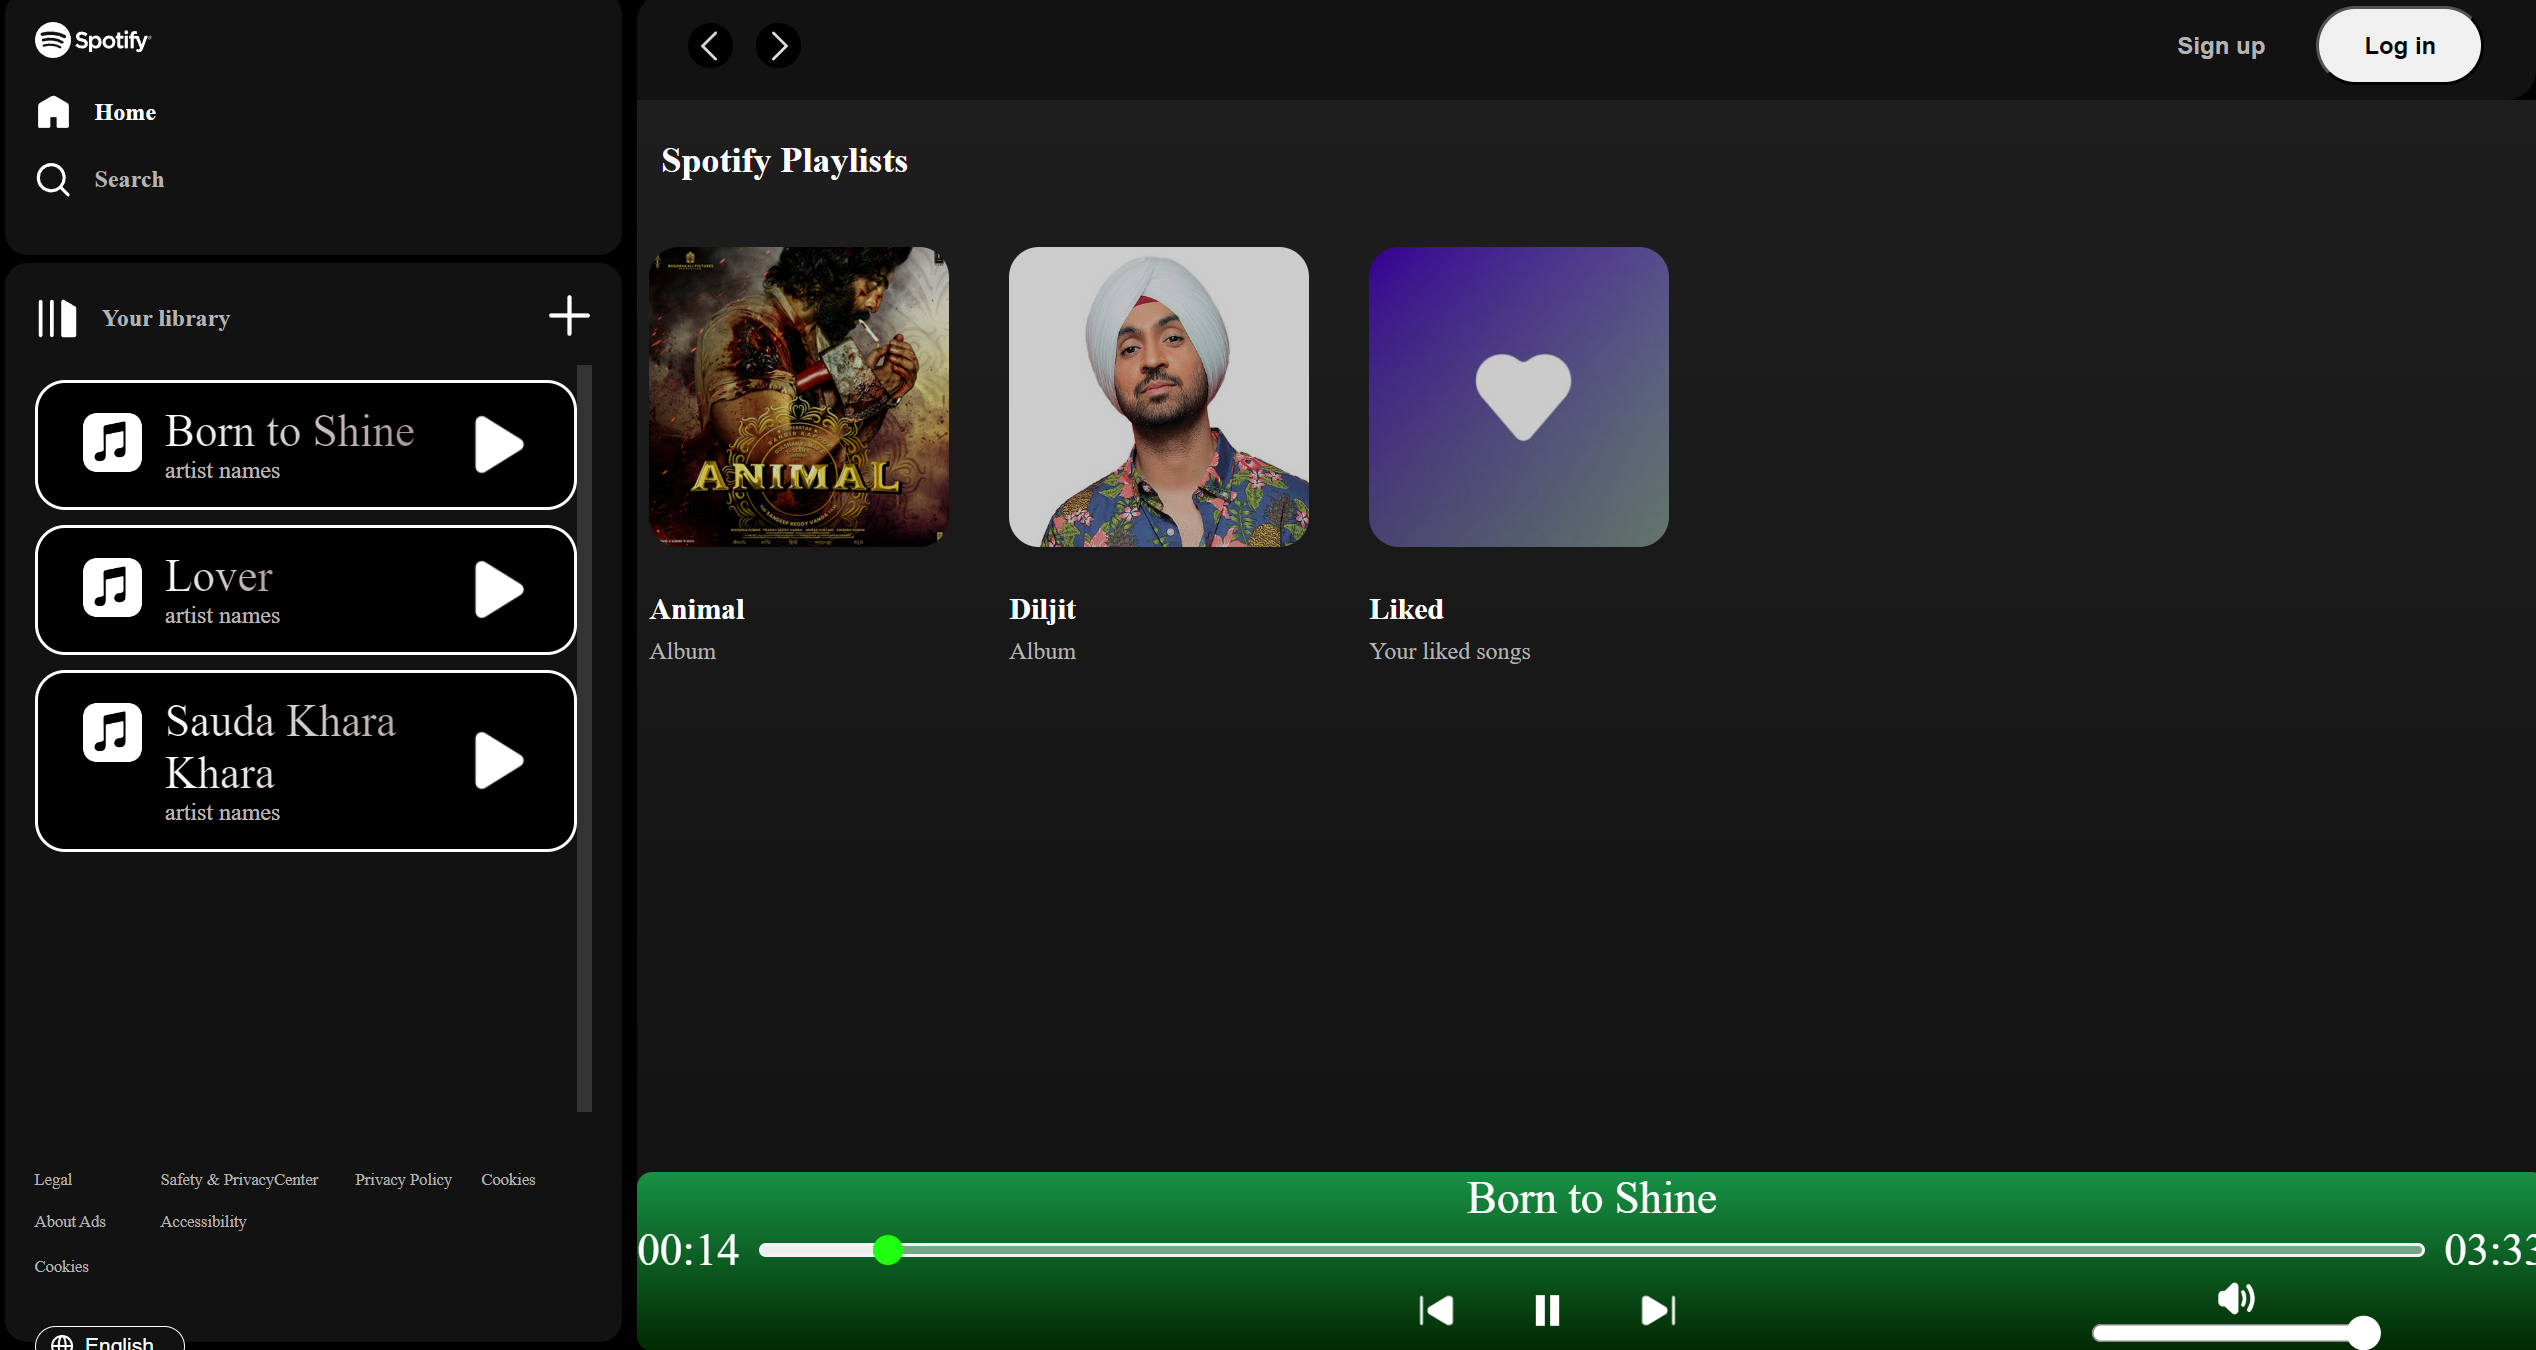 Spotify
Home
Search
Your library
Born to Shine
artist names
Lover
artist names
Sauda Khara
Khara
artist names
Legal
Safety & PrivacyCenter
Privacy Policy
Cookies
About Ads
Accessibility
Cookies
English
Sign up
Log in
Spotify Playlists
ANIMAL
Animal
Album
Diljit
Album
Liked
Your liked songs
Born to Shine
00:14
03:33